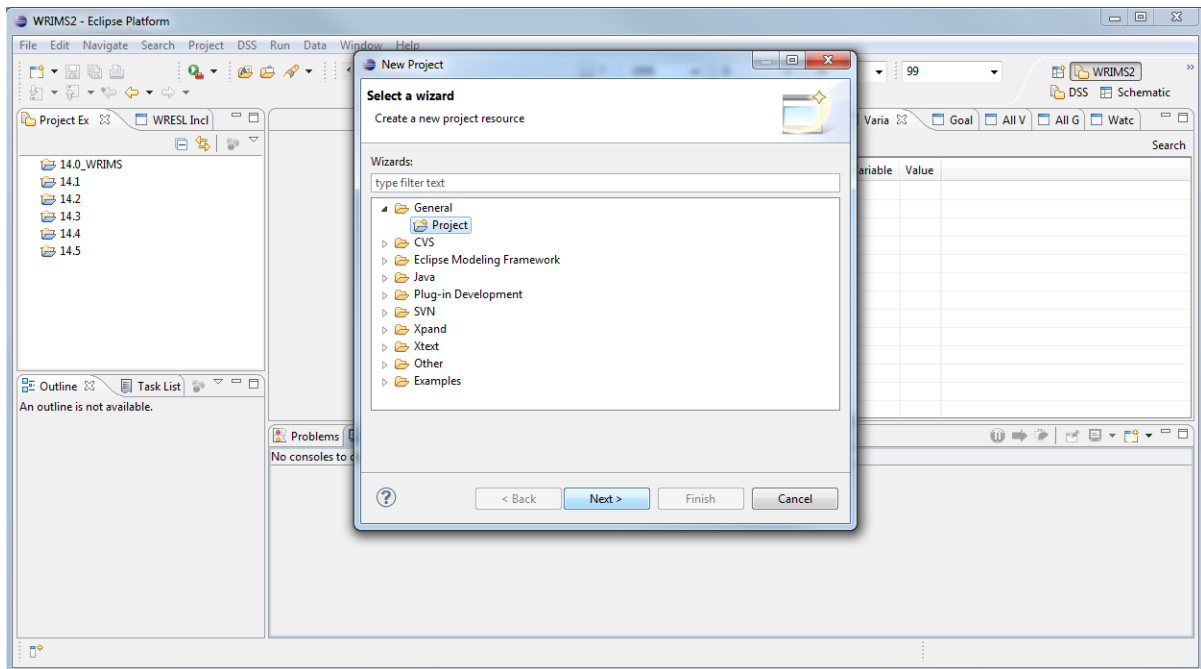 WRIMS2 - Eclipse Platform
File Edit Navigate Search Project DSS Run Data Window Help
99
WRIMS2
DSS
Schematic
Project Ex
WRESL Incl
14.0_WRIMS
14.1
14.2
14.3
14.4
14.5
Outline
Task List
An outline is not available.
New Project
Select a wizard
Create a new project resource
Wizards:
type filter text
General
Project
CVS
Eclipse Modeling Framework
Java
Plug-in Development
SVN
Xpand
Xtext
Other
Examples
< Back
Next >
Finish
Cancel
Varia
Goal
All V
All G
Watc
Search
ariable
Value
Problems
No consoles to